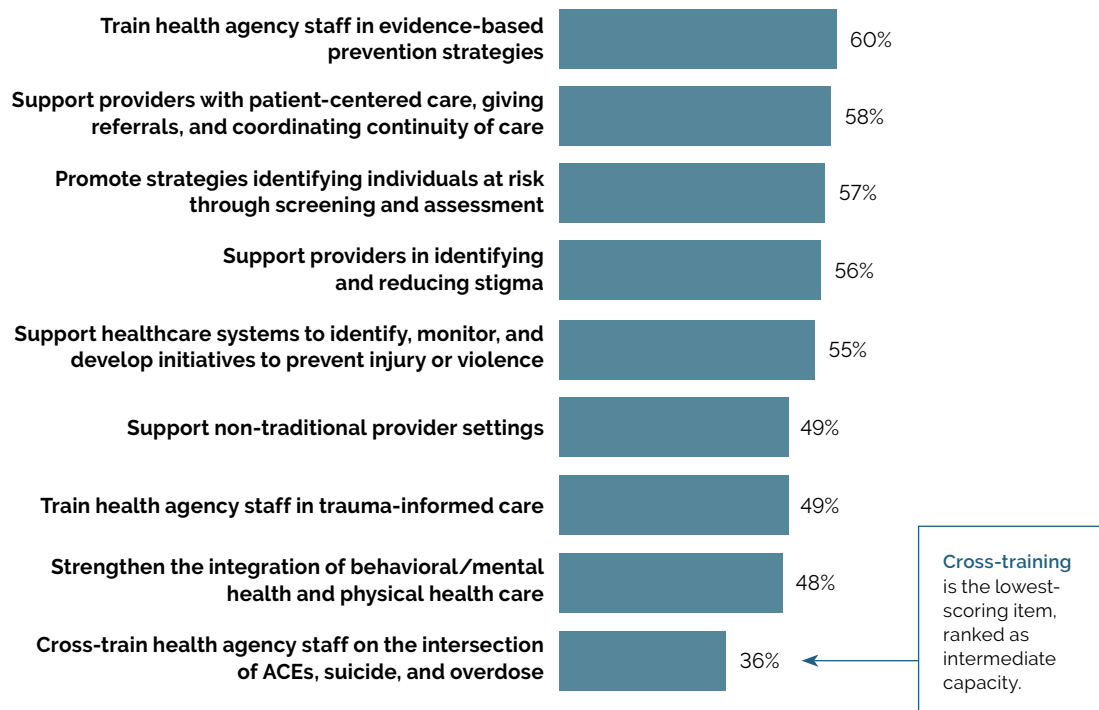 Train health agency staff in evidence-based
prevention strategies
60%
Support providers with patient-centered care, giving
referrals, and coordinating continuity of care
58%
Promote strategies identifying individuals at risk
through screening and assessment
57%
Support providers in identifying
and reducing stigma
56%
Support healthcare systems to identify, monitor, and
develop initiatives to prevent injury or violence
55%
Support non-traditional provider settings
49%
Train health agency staff in trauma-informed care
49%
Strengthen the integration of behavioral/mental
health and physical health care
48%
Cross-train health agency staff on the intersection
of ACEs, suicide, and overdose
36%
Cross-training
is the lowest-
scoring item,
ranked as
intermediate
capacity.